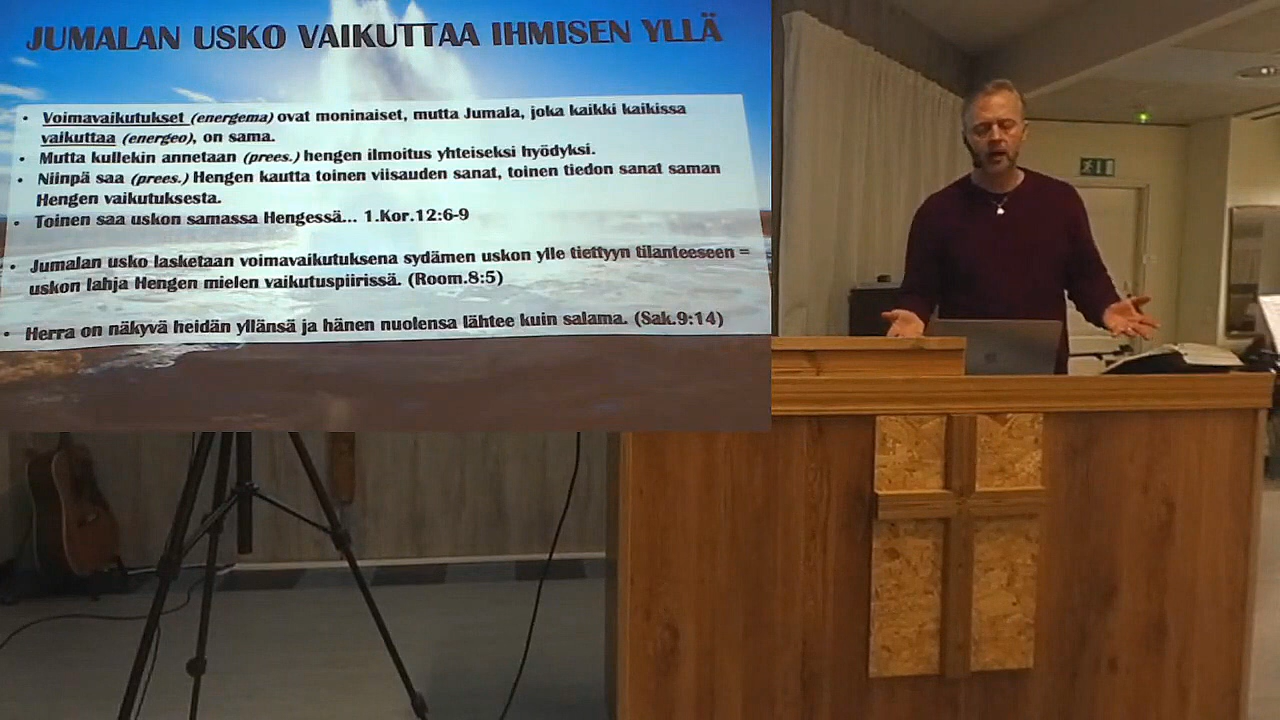 JUMALAN USKO VAIKUTTAA IHMISEN YLLÄ
• Voimavaikutukset (energema) ovat moninaiset, mutta Jumala, joka kaikki kaikissa
vaikuttaa (energeo), on sama.
• Mutta kullekin annetaan (prees.) hengen ilmoitus yhteiseksi hyödyksi.
• Niinpä saa (prees.) Hengen kautta toinen viisauden sanat, toinen tiedon sanat saman
Hengen vaikutuksesta.
• Toinen saa uskon samassa Hengessä... 1.Kor.12:6-9
• Jumalan usko lasketaan voimavaikutuksena sydämen uskon ylle tiettyyn tilanteeseen =
uskon lahja Hengen mielen vaikutuspiirissä. (Room.8:5)
• Herra on näkyvä heidän yllänsä ja hänen nuolensa lähtee kuin salama. (Sak.9:14)